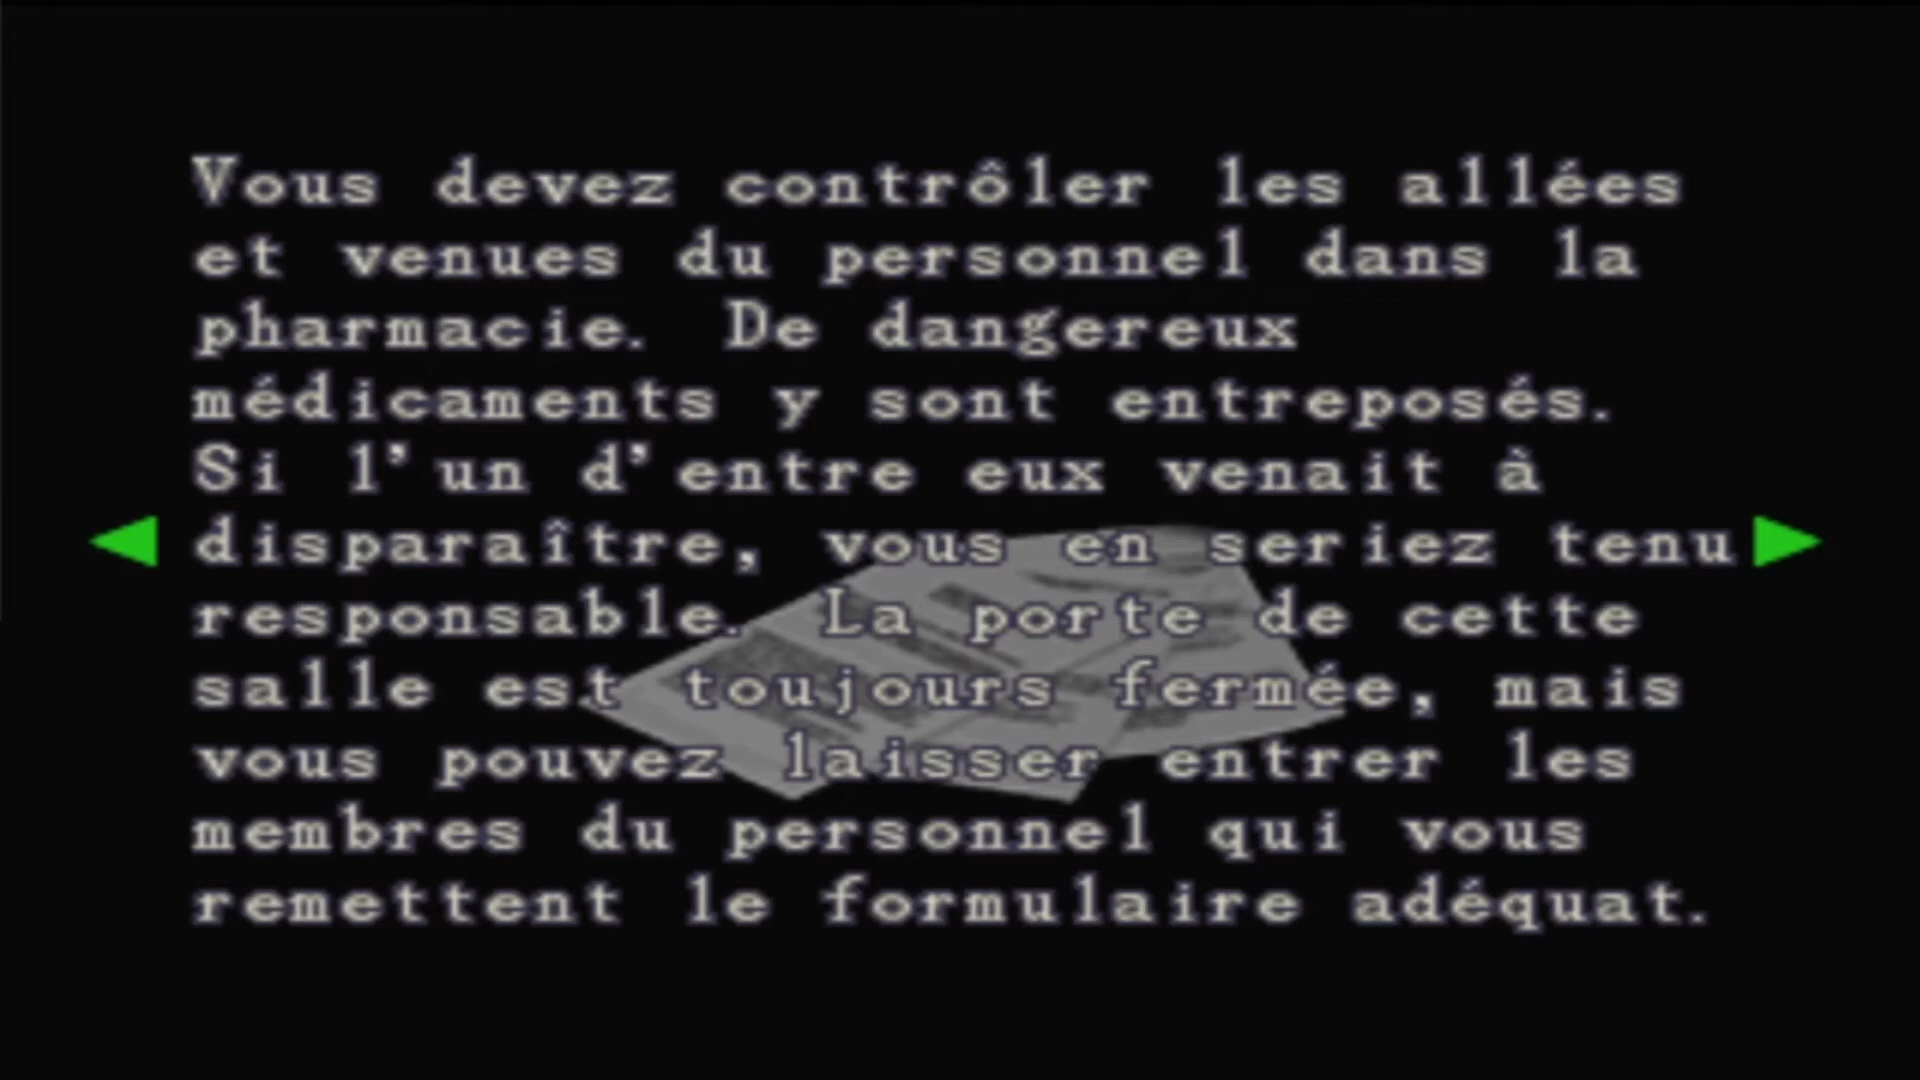 Vous devez contrôler les allées
et venues du personnel dans la
pharmacie. De dangereux
médicaments y sont entreposés.
Si l'un d'entre eux venait à
disparaître, vous en seriez tenu
responsable. La porte de cette
salle est toujours fermée, mais
vous pouvez laisser entrer les
membres du personnel qui vous
remettent le formulaire adéquat.